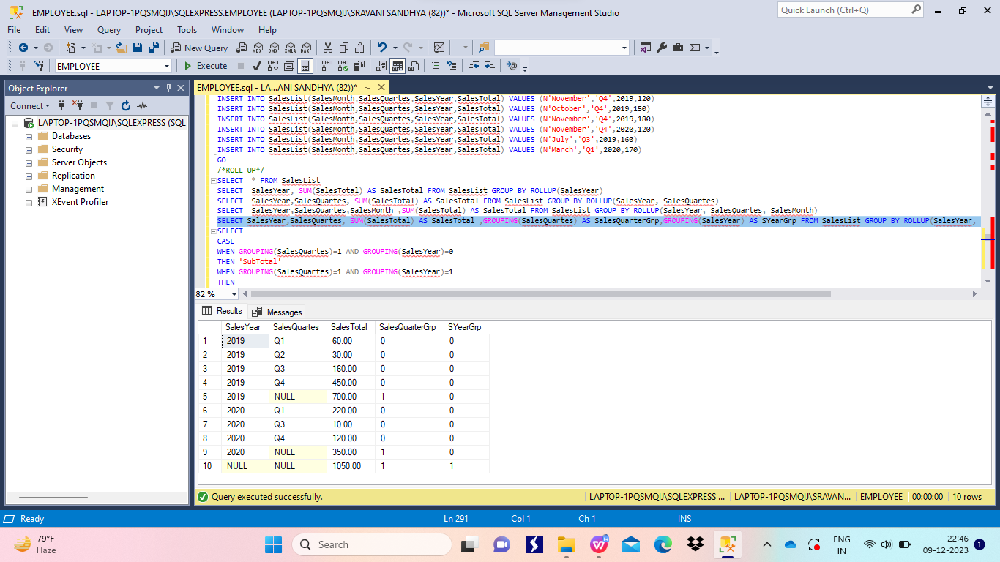 EMPLOYEE.sql - LAPTOP-1PQSMQIJ\SQLEXPRESS.EMPLOYEE (LAPTOP-1PQSMQIJ\SRAVANI SANDHYA (82))* - Microsoft SQL Server Management Studio
Quick Launch (Ctrl+Q)
File Edit View Query Project Tools Window Help
New Query MDX DMX XMLA DAX
EMPLOYEE Execute
Object Explorer
EMPLOYEE.sql - LA...ANI SANDHYA (82))*
Connect
LAPTOP-1PQSMQIJ\SQLEXPRESS (SQL
Databases
Security
Server Objects
Replication
Management
XEvent Profiler
INSERT INTO SalesList(SalesMonth,SalesQuartes,SalesYear,SalesTotal) VALUES (N'November','Q4',2019,120)
INSERT INTO SalesList(SalesMonth,SalesQuartes,SalesYear,SalesTotal) VALUES (N'October','Q4',2019,150)
INSERT INTO SalesList(SalesMonth,SalesQuartes,SalesYear,SalesTotal) VALUES (N'November','Q4',2019,180)
INSERT INTO SalesList(SalesMonth,SalesQuartes,SalesYear,SalesTotal) VALUES (N'November','Q4',2020,120)
INSERT INTO SalesList(SalesMonth,SalesQuartes,SalesYear,SalesTotal) VALUES (N'July','Q3',2019,160)
INSERT INTO SalesList(SalesMonth,SalesQuartes,SalesYear,SalesTotal) VALUES (N'March','Q1',2020,170)
GO
/*ROLL UP*/
SELECT * FROM SalesList
SELECT SalesYear, SUM(SalesTotal) AS SalesTotal FROM SalesList GROUP BY ROLLUP(SalesYear)
SELECT SalesYear,SalesQuartes, SUM(SalesTotal) AS SalesTotal FROM SalesList GROUP BY ROLLUP(SalesYear, SalesQuartes)
SELECT SalesYear,SalesQuartes,SalesMonth ,SUM(SalesTotal) AS SalesTotal FROM SalesList GROUP BY ROLLUP(SalesYear, SalesQuartes, SalesMonth)
SELECT SalesYear,SalesQuartes, SUM(SalesTotal) AS SalesTotal ,GROUPING(SalesQuartes) AS SalesQuarterGrp,GROUPING(SalesYear) AS SYearGrp FROM SalesList GROUP BY ROLLUP(SalesYear,
SELECT
CASE
WHEN GROUPING(SalesQuartes)=1 AND GROUPING(SalesYear)=0
THEN 'SubTotal'
WHEN GROUPING(SalesQuartes)=1 AND GROUPING(SalesYear)=1
THEN
82 %
Results Messages
SalesYear SalesQuartes SalesTotal SalesQuarterGrp SYearGrp
1 2019 Q1 60.00 0 0
2 2019 Q2 30.00 0 0
3 2019 Q3 160.00 0 0
4 2019 Q4 450.00 0 0
5 2019 NULL 700.00 1 0
6 2020 Q1 220.00 0 0
7 2020 Q3 10.00 0 0
8 2020 Q4 120.00 0 0
9 2020 NULL 350.00 1 0
10 NULL NULL 1050.00 1 1
Query executed successfully. LAPTOP-1PQSMQIJ\SQLEXPRESS ... LAPTOP-1PQSMQIJ\SRAVAN... EMPLOYEE 00:00:00 10 rows
Ready Ln 291 Col 1 Ch 1 INS
79°F
Haze
Search
ENG
IN
22:46
09-12-2023
1